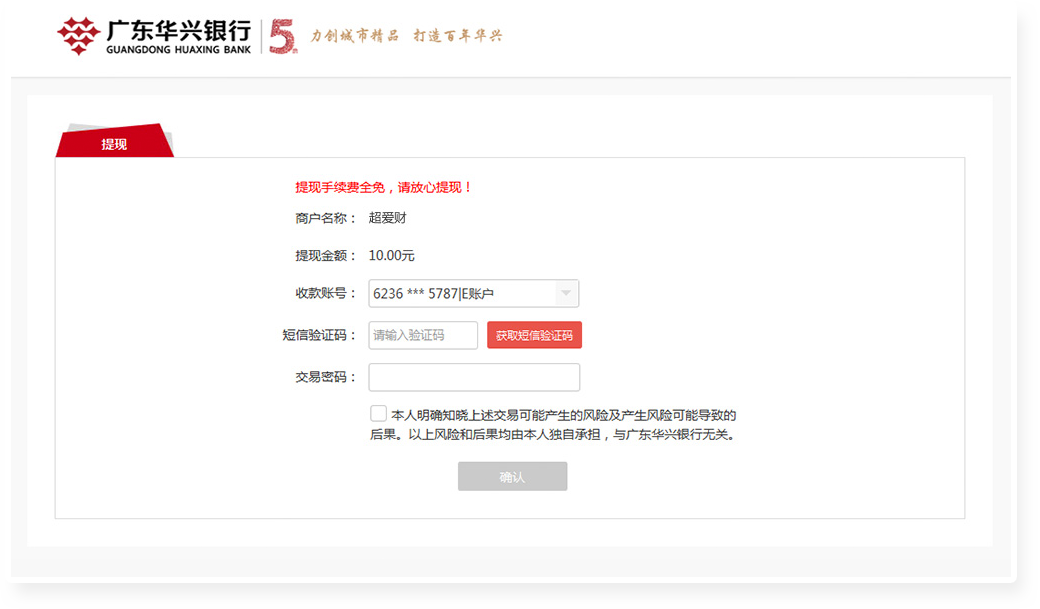 广东华兴银行
GUANGDONG HUAXING BANK
5
力创城市精品 打造百年华兴
提现
提现手续费全免，请放心提现！
商户名称： 超爱财
提现金额： 10.00元
收款账号： 6236 *** 5787|E账户
短信验证码： 请输入验证码 获取短信验证码
交易密码：
本人明确知晓上述交易可能产生的风险及产生风险可能导致的
后果。以上风险和后果均由本人独自承担，与广东华兴银行无关。
确认